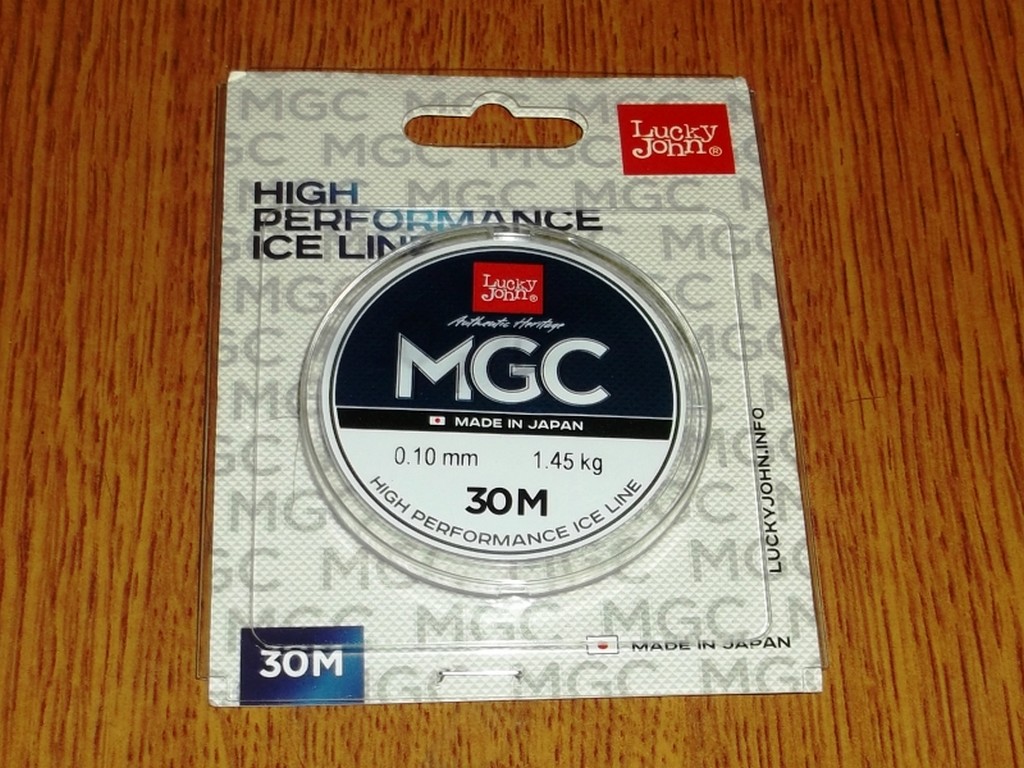 Lucky
John®
HIGH
PERFORMANCE
ICE LINE
Lucky
John®
Authentic Heritage
MGC
MADE IN JAPAN
0.10 mm 1.45 kg
30M
HIGH PERFORMANCE ICE LINE
LUCKYJOHN.INFO
30M
MADE IN JAPAN